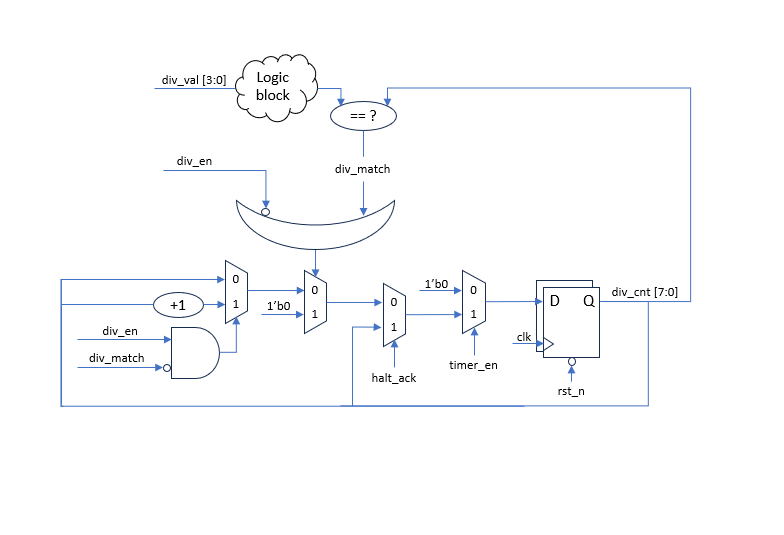 div_val [3:0]
Logic
block
== ?
div_en
div_match
0
1
+1
div_en
div_match
1'b0
0
1
0
1
halt_ack
1'b0
0
1
timer_en
D Q
clk
rst_n
div_cnt [7:0]